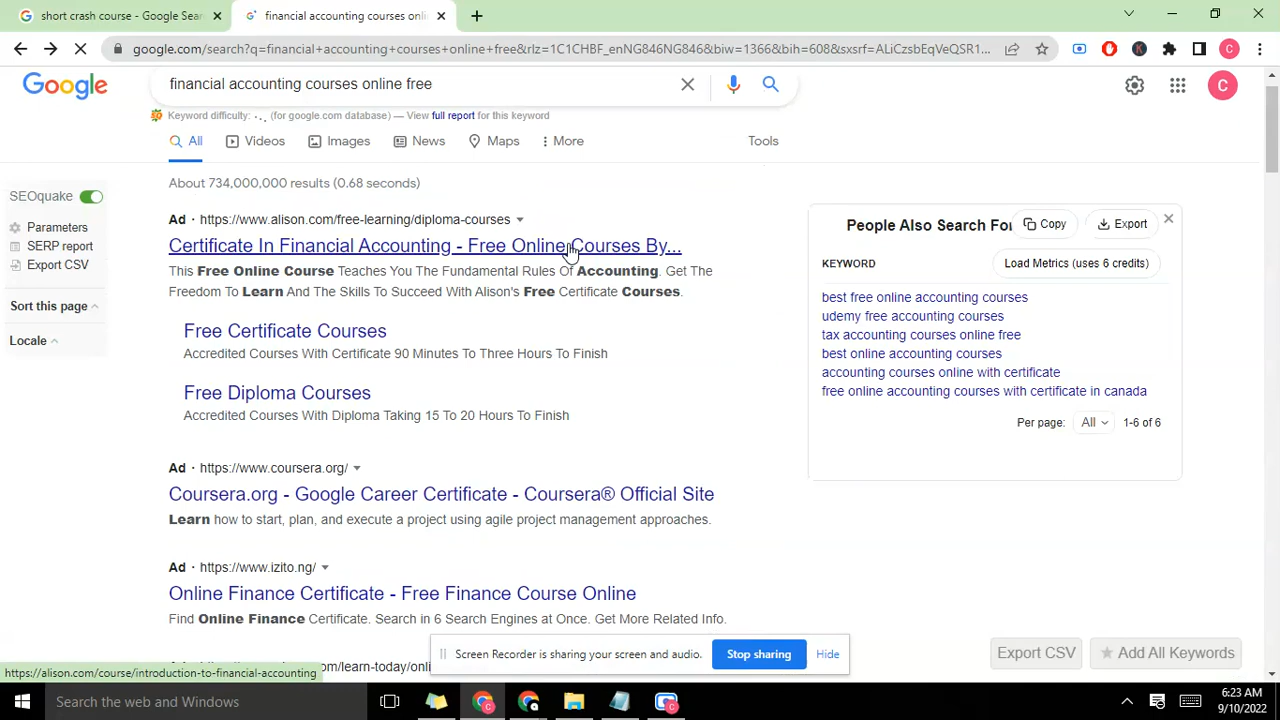 short crash course - Google Sear
financial accounting courses onli
google.com/search?q=financial+accounting+courses+online+free&rlz=1C1CHBF_enNG846NG846&biw=1366&bih=608&sxsrf=ALiCzsbEqVeQSR1...
Google
financial accounting courses online free
Keyword difficulty: (for google.com database) — View full report for this keyword
All Videos Images News Maps More Tools
About 734,000,000 results (0.68 seconds)
SEOquake
Parameters
SERP report
Export CSV
Sort this page
Locale
Ad · https://www.alison.com/free-learning/diploma-courses
Certificate In Financial Accounting - Free Online Courses By...
This Free Online Course Teaches You The Fundamental Rules Of Accounting. Get The
Freedom To Learn And The Skills To Succeed With Alison's Free Certificate Courses.
Free Certificate Courses
Accredited Courses With Certificate 90 Minutes To Three Hours To Finish
Free Diploma Courses
Accredited Courses With Diploma Taking 15 To 20 Hours To Finish
Ad · https://www.coursera.org/
Coursera.org - Google Career Certificate - Coursera® Official Site
Learn how to start, plan, and execute a project using agile project management approaches.
Ad · https://www.izito.ng/
Online Finance Certificate - Free Finance Course Online
Find Online Finance Certificate. Search in 6 Search Engines at Once. Get More Related Info.
om/learn-today/onli
People Also Search For
Copy
Export
KEYWORD
Load Metrics (uses 6 credits)
best free online accounting courses
udemy free accounting courses
tax accounting courses online free
best online accounting courses
accounting courses online with certificate
free online accounting courses with certificate in canada
Per page: All 1-6 of 6
Screen Recorder is sharing your screen and audio. Stop sharing Hide
Export CSV
Add All Keywords
https://alison.com/course/introduction-to-financial-accounting
Search the web and Windows
6:23 AM
9/10/2022